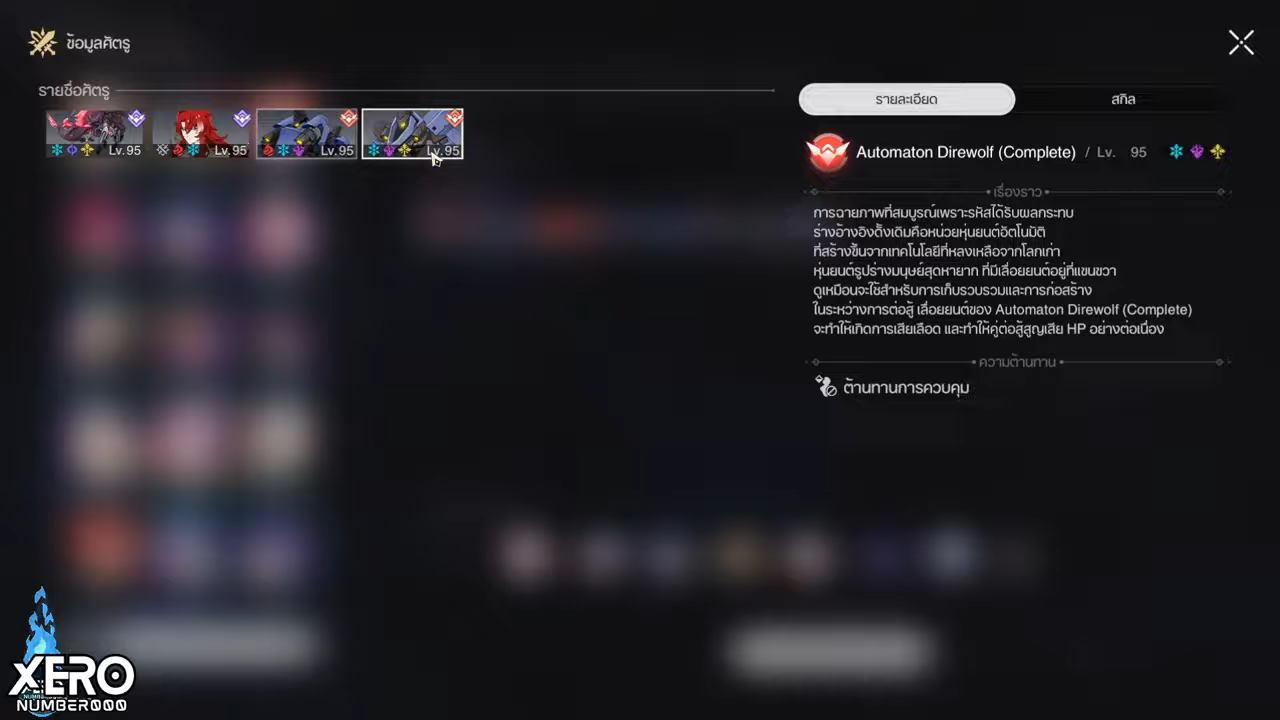 ข้อมูลศัตรู
รายชื่อศัตรู
Lv.95
Lv.95
Lv.95
Lv.95
รายละเอียด
สกิล
Automaton Direwolf (Complete) / Lv. 95
เรื่องราว
การฉายภาพที่สมบูรณ์เพราะรหัสได้รับผลกระทบ
ร่างอ้างอิงดั้งเดิมคือหน่วยหุ่นยนต์อัตโนมัติ
ที่สร้างขึ้นจากเทคโนโลยีที่หลงเหลือจากโลกเก่า
หุ่นยนต์รูปร่างมนุษย์สุดหายาก ที่มีเลื่อยยนต์อยู่ที่แขนขวา
ดูเหมือนจะใช้สำหรับการเก็บรวบรวมและการก่อสร้าง
ในระหว่างการต่อสู้ เลื่อยยนต์ของ Automaton Direwolf (Complete)
จะทำให้เกิดการเสียเลือด และทำให้คู่ต่อสู้สูญเสีย HP อย่างต่อเนื่อง
ความต้านทาน
ต้านทานการควบคุม
XERO
NUMBER000